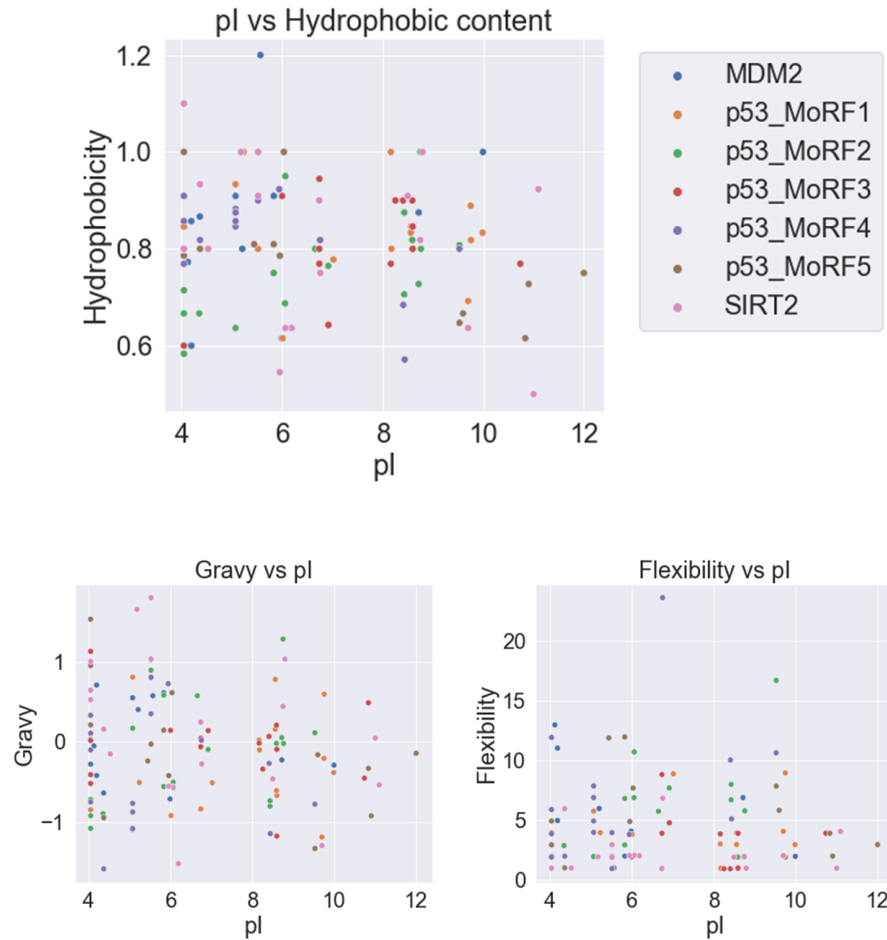 pI vs Hydrophobic content
Hydrophobicity
1.2
1.0
0.8
0.6
4 6 8 10 12
pI
MDM2
p53_MoRF1
p53_MoRF2
p53_MoRF3
p53_MoRF4
p53_MoRF5
SIRT2
Gravy vs pI
Gravy
1
0
−1
4 6 8 10 12
pI
Flexibility vs pI
Flexibility
20
15
10
5
0
4 6 8 10 12
pI